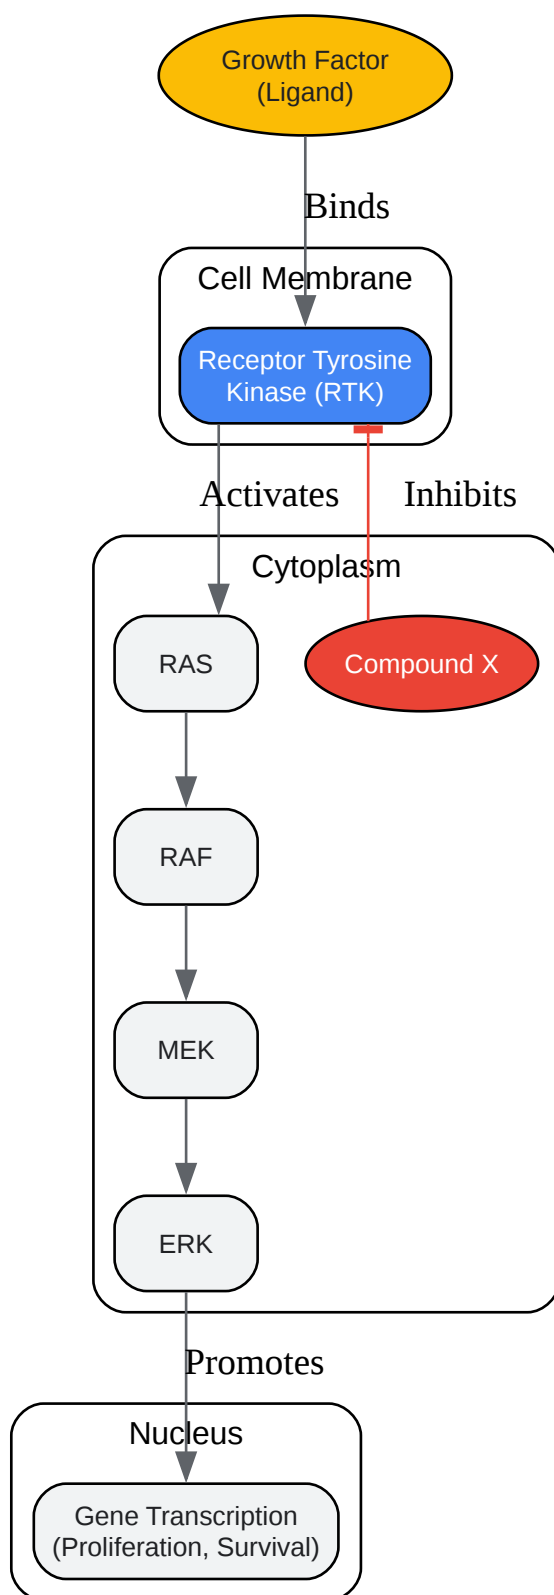 Growth Factor
(Ligand)
Binds
Cell Membrane
Receptor Tyrosine
Kinase (RTK)
Activates
Inhibits
Cytoplasm
RAS
Compound X
RAF
MEK
ERK
Promotes
Nucleus
Gene Transcription
(Proliferation, Survival)